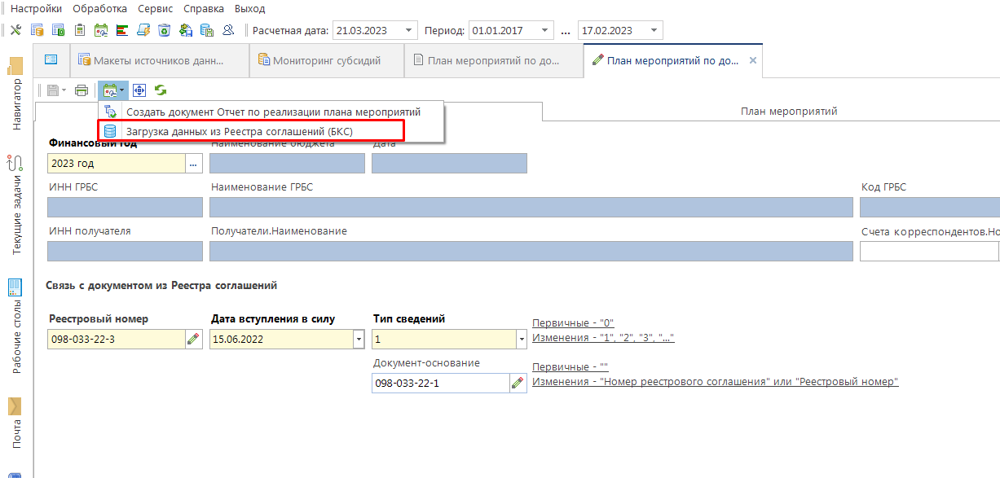 Настройки Обработка Сервис Справка Выход
Расчетная дата: 21.03.2023 Период: 01.01.2017 ... 17.02.2023
Макеты источников данн... Мониторинг субсидий План мероприятий по до... План мероприятий по до...
Навигатор
Текущие задачи
Рабочие столы
Почта
Создать документ Отчет по реализации плана мероприятий
План мероприятий
Загрузка данных из Реестра соглашений (БКС)
Финансовый год Наименование бюджета Дата
2023 год ...
ИНН ГРБС Наименование ГРБС Код ГРБС
ИНН получателя Получатели.Наименование Счета корреспондентов.Но
Связь с документом из Реестра соглашений
Реестровый номер Дата вступления в силу Тип сведений
Первичные - "0"
098-033-22-3 15.06.2022 1 Изменения - "1", "2", "3", "..."
Документ-основание Первичные - ""
098-033-22-1 Изменения - "Номер реестрового соглашения" или "Реестровый номер"